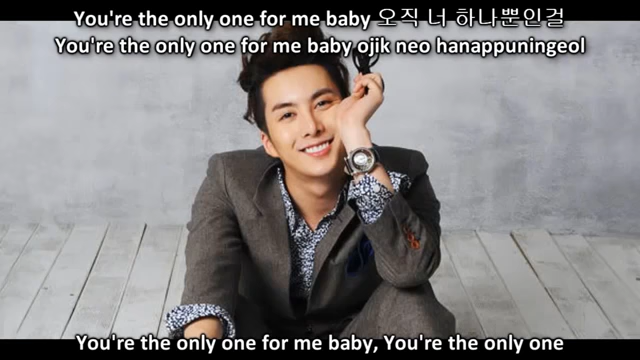 You're the only one for me baby 오직 너 하나뿐인걸
You're the only one for me baby ojik neo hanappuningeol
You're the only one for me baby, You're the only one